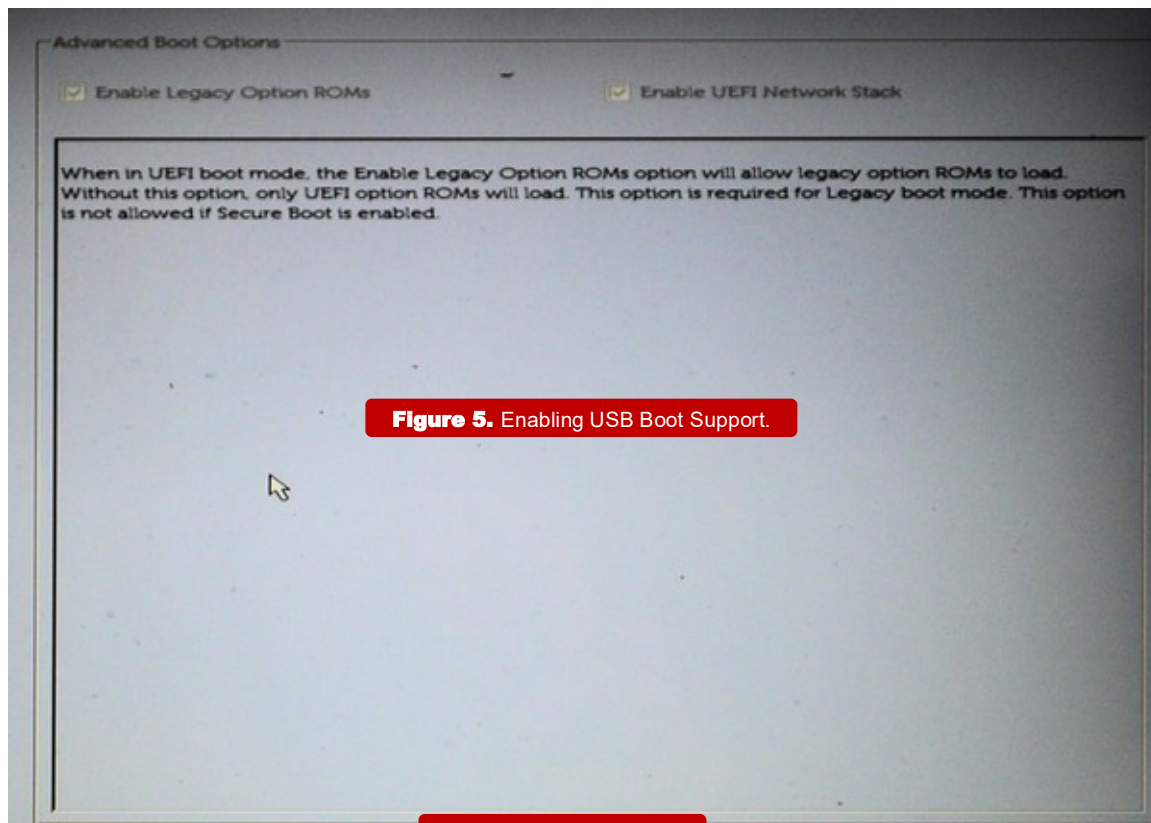 Advanced Boot Options
Enable Legacy Option ROMs Enable UEFI Network Stack
When in UEFI boot mode, the Enable Legacy Option ROMs option will allow legacy option ROMs to load.
Without this option, only UEFI option ROMs will load. This option is required for Legacy boot mode. This option
is not allowed if Secure Boot is enabled.
Figure 5. Enabling USB Boot Support.